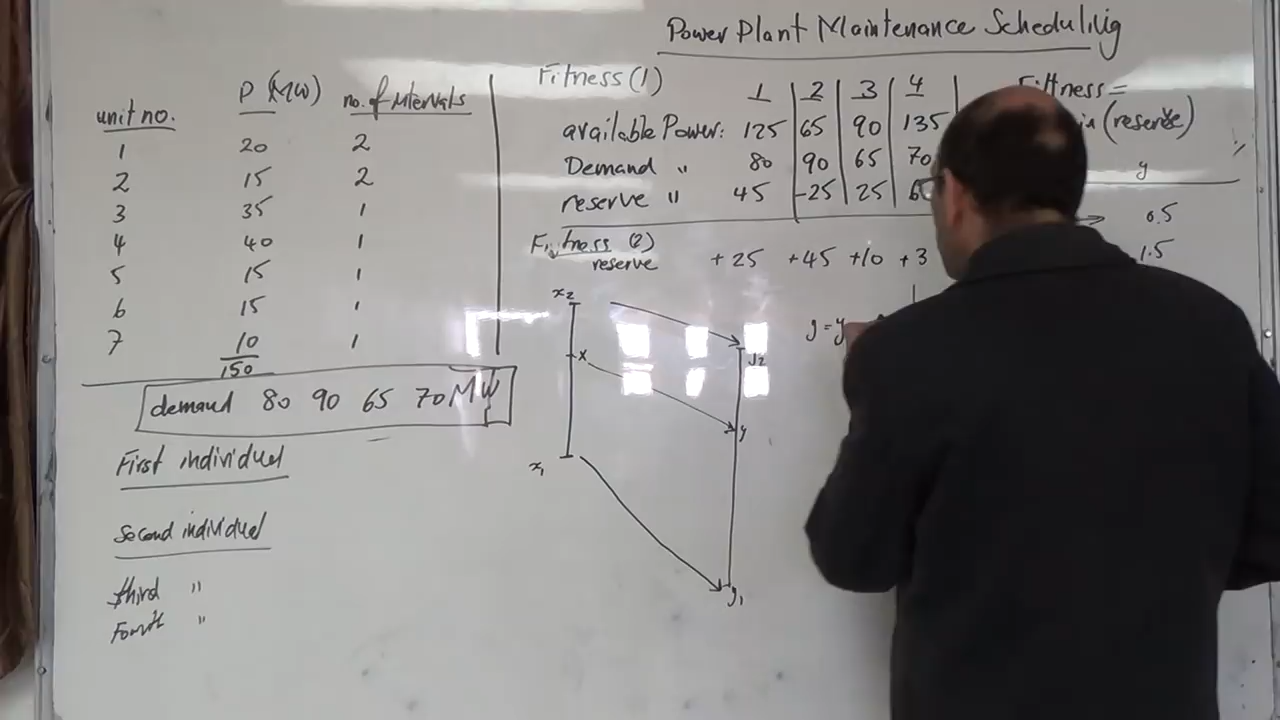 Power Plant Maintenance Scheduling
unit no. P (MW) no. of intervals
1 20 2
2 15 2
3 35 1
4 40 1
5 15 1
6 15 1
7 10 1
150
demand 80 90 65 70 MW
First individual
Second individual
third "
Fourth "
Fitness (1) 1 2 3 4
available Power: 125 65 90 135
Demand " 80 90 65 70
reserve " 45 -25 25
Fitness (2)
reserve +25 +45 +10 +3
x2
x
x1
y2
y
y1
Fitness =
(reserve)
y
0.5
1.5